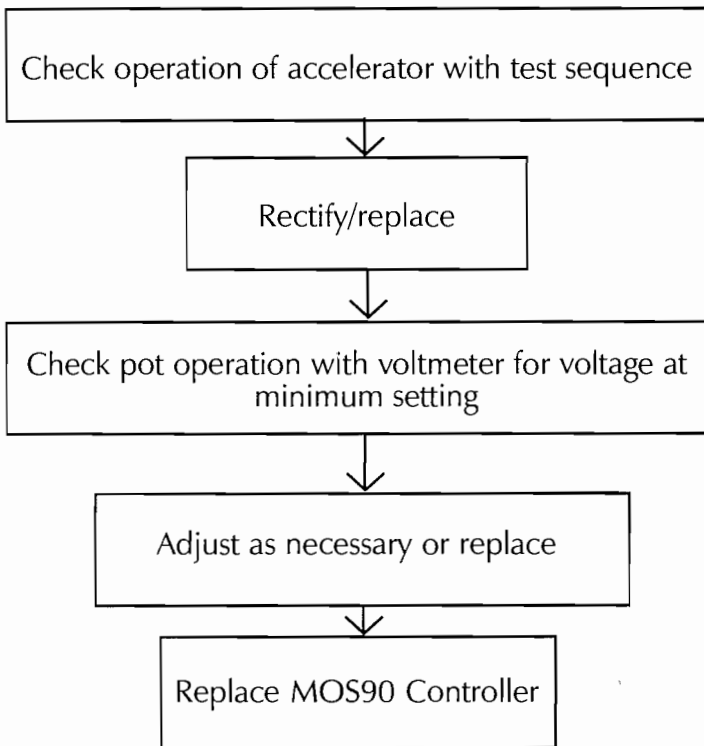 Check operation of accelerator with test sequence
Rectify/replace
Check pot operation with voltmeter for voltage at
minimum setting
Adjust as necessary or replace
Replace MOS90 Controller